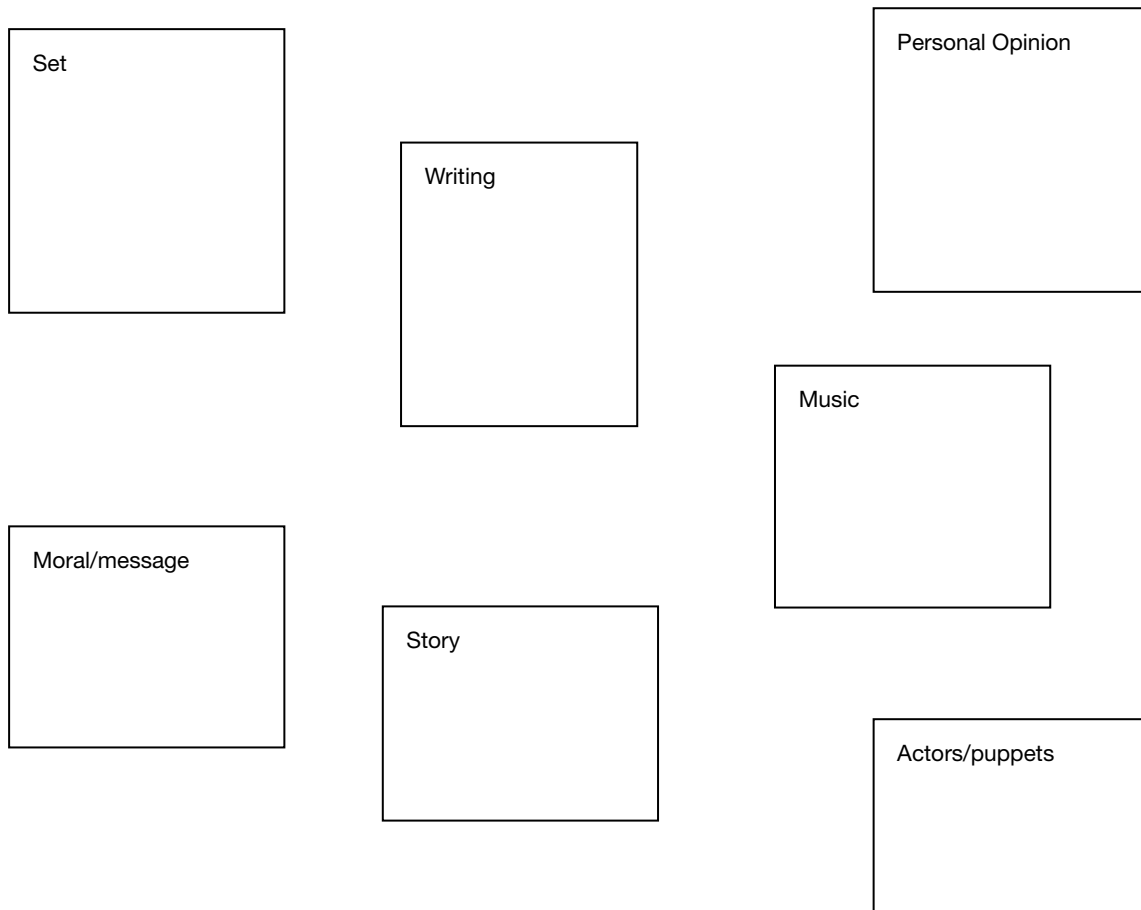 Set
Personal Opinion
Writing
Music
Moral/message
Story
Actors/puppets